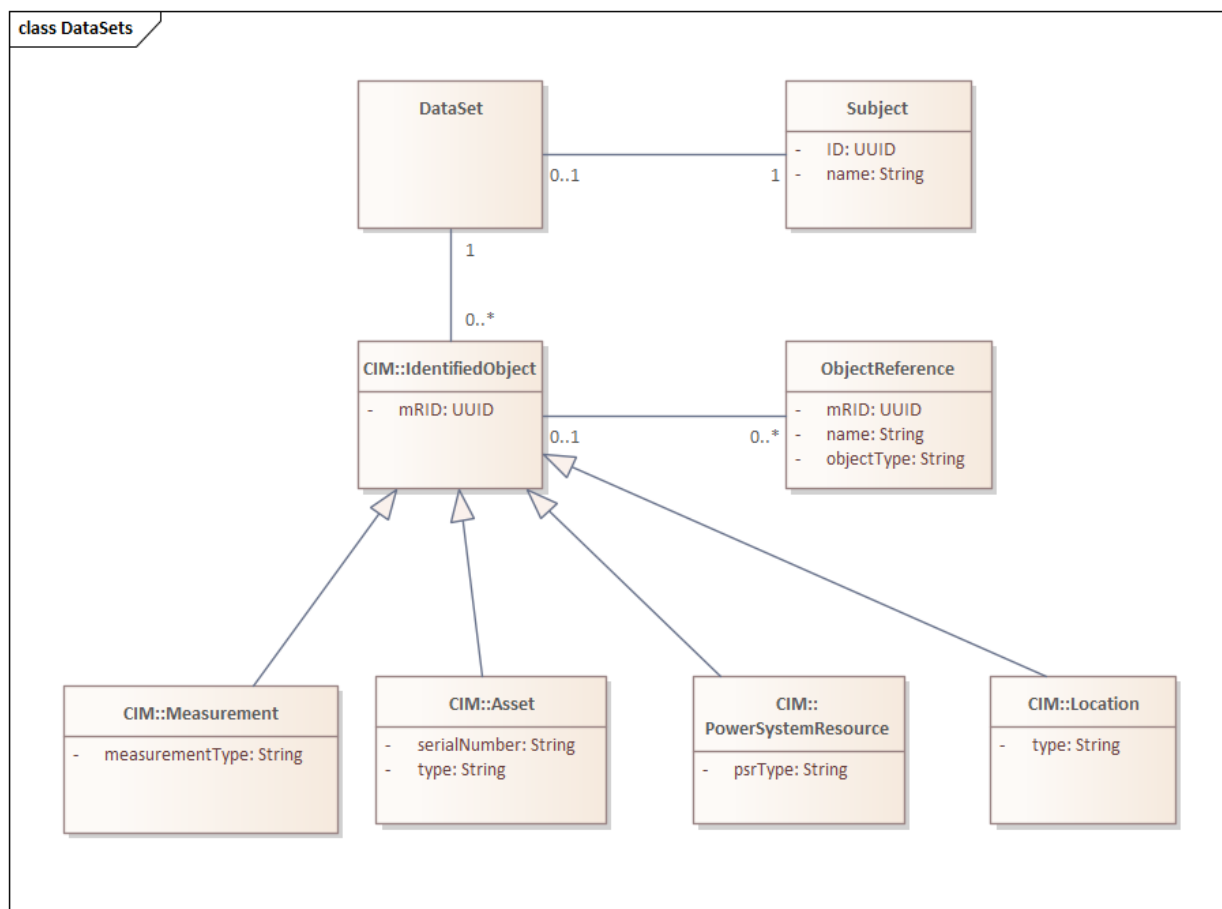 class DataSets
DataSet
Subject
- ID: UUID
- name: String
0..1
1
1
0..*
CIM::IdentifiedObject
- mRID: UUID
ObjectReference
- mRID: UUID
- name: String
- objectType: String
0..1
0..*
CIM::Measurement
- measurementType: String
CIM::Asset
- serialNumber: String
- type: String
CIM::
PowerSystemResource
- psrType: String
CIM::Location
- type: String